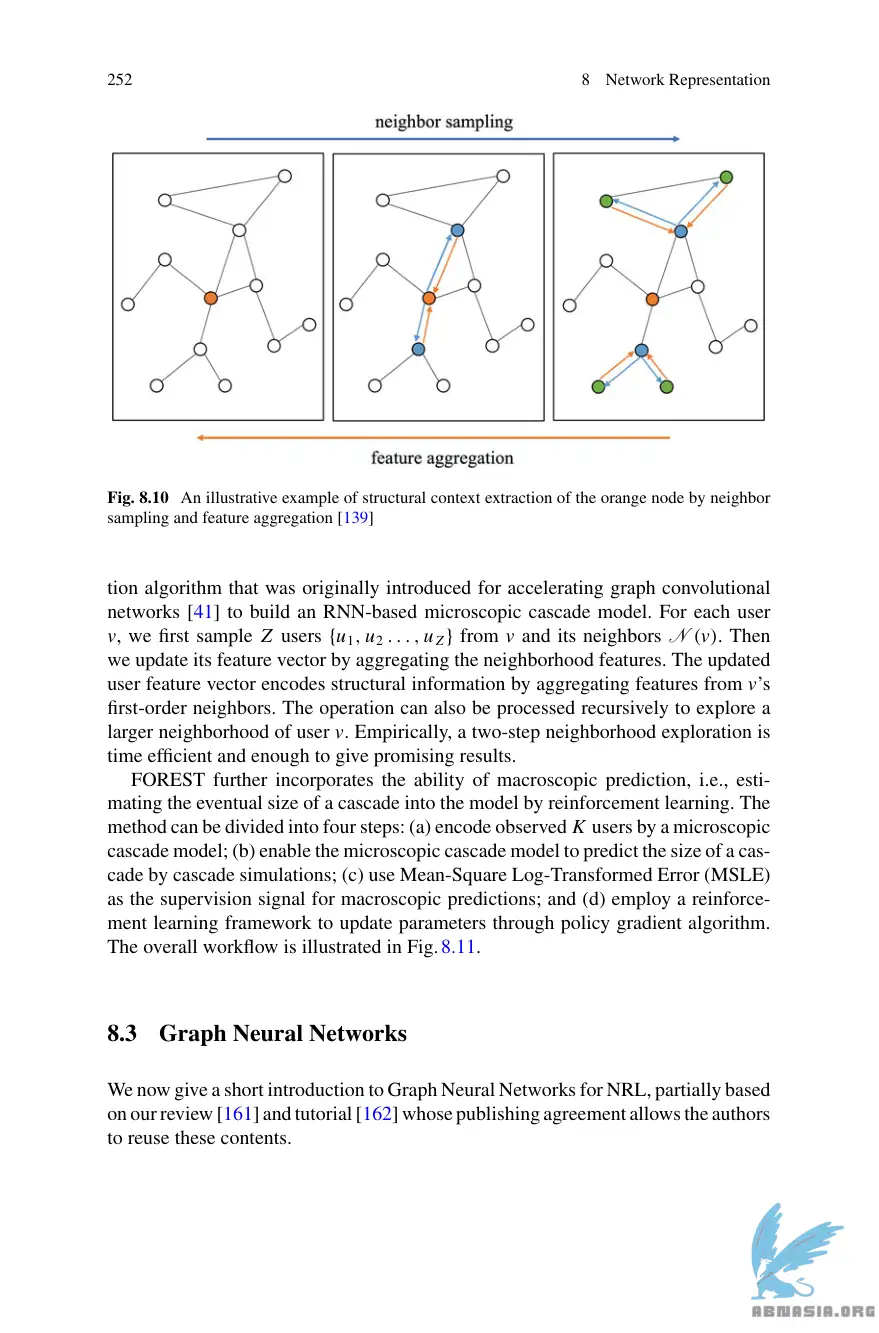 252
8 Network Representation
neighbor sampling
feature aggregation
Fig. 8.10 An illustrative example of structural context extraction of the orange node by neighbor
sampling and feature aggregation [139]
tion algorithm that was originally introduced for accelerating graph convolutional
networks [41] to build an RNN-based microscopic cascade model. For each user
v, we first sample Z users {u1, u2 . . . , uZ} from v and its neighbors 𝒩(v). Then
we update its feature vector by aggregating the neighborhood features. The updated
user feature vector encodes structural information by aggregating features from v’s
first-order neighbors. The operation can also be processed recursively to explore a
larger neighborhood of user v. Empirically, a two-step neighborhood exploration is
time efficient and enough to give promising results.
FOREST further incorporates the ability of macroscopic prediction, i.e., esti-
mating the eventual size of a cascade into the model by reinforcement learning. The
method can be divided into four steps: (a) encode observed K users by a microscopic
cascade model; (b) enable the microscopic cascade model to predict the size of a cas-
cade by cascade simulations; (c) use Mean-Square Log-Transformed Error (MSLE)
as the supervision signal for macroscopic predictions; and (d) employ a reinforce-
ment learning framework to update parameters through policy gradient algorithm.
The overall workflow is illustrated in Fig. 8.11.
8.3 Graph Neural Networks
We now give a short introduction to Graph Neural Networks for NRL, partially based
on our review [161] and tutorial [162] whose publishing agreement allows the authors
to reuse these contents.
ABNASIA.ORG